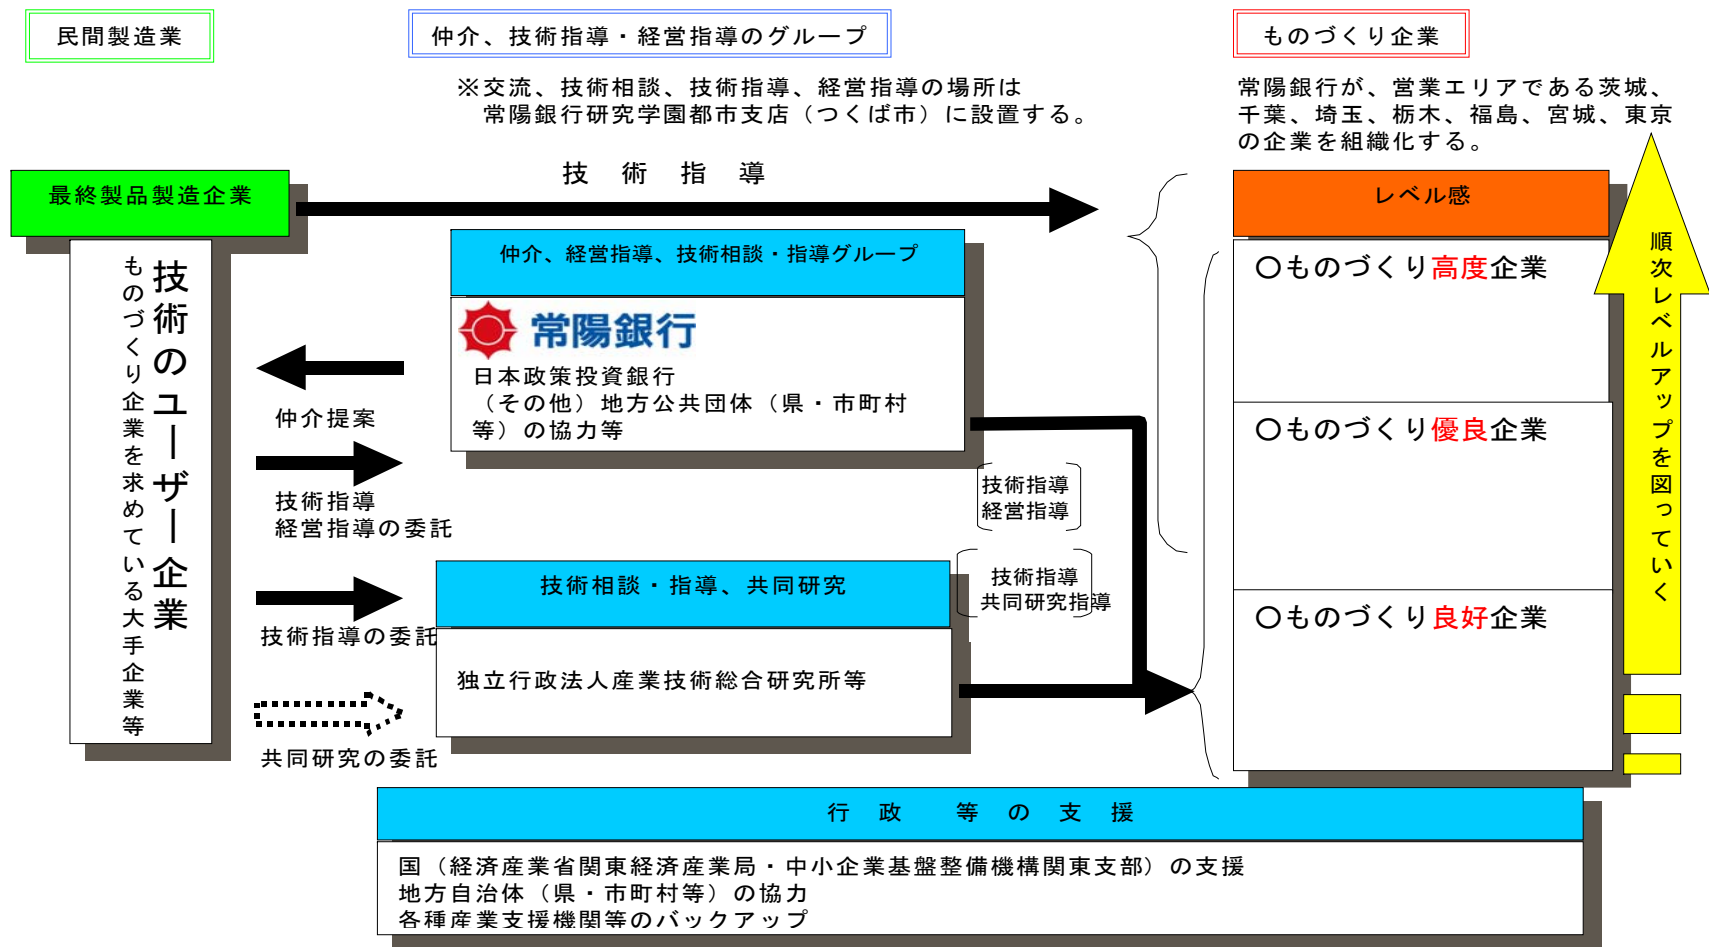 民間製造業
仲介、技術指導・経営指導のグループ
ものづくり企業
※交流、技術相談、技術指導、経営指導の場所は
常陽銀行研究学園都市支店（つくば市）に設置する。
常陽銀行が、営業エリアである茨城、
千葉、埼玉、栃木、福島、宮城、東京
の企業を組織化する。
技術指導
最終製品製造企業
技術のユーザー企業
ものづくり企業を求めている大手企業等
仲介、経営指導、技術相談・指導グループ
常陽銀行
日本政策投資銀行
（その他）地方公共団体（県・市町村
等）の協力等
仲介提案
技術指導
経営指導の委託
技術指導の委託
共同研究の委託
技術相談・指導、共同研究
独立行政法人産業技術総合研究所等
技術指導
経営指導
技術指導
共同研究指導
レベル感
〇ものづくり高度企業
〇ものづくり優良企業
〇ものづくり良好企業
順次レベルアップを図っていく
行政 等の支援
国（経済産業省関東経済産業局・中小企業基盤整備機構関東支部）の支援
地方自治体（県・市町村等）の協力
各種産業支援機関等のバックアップ